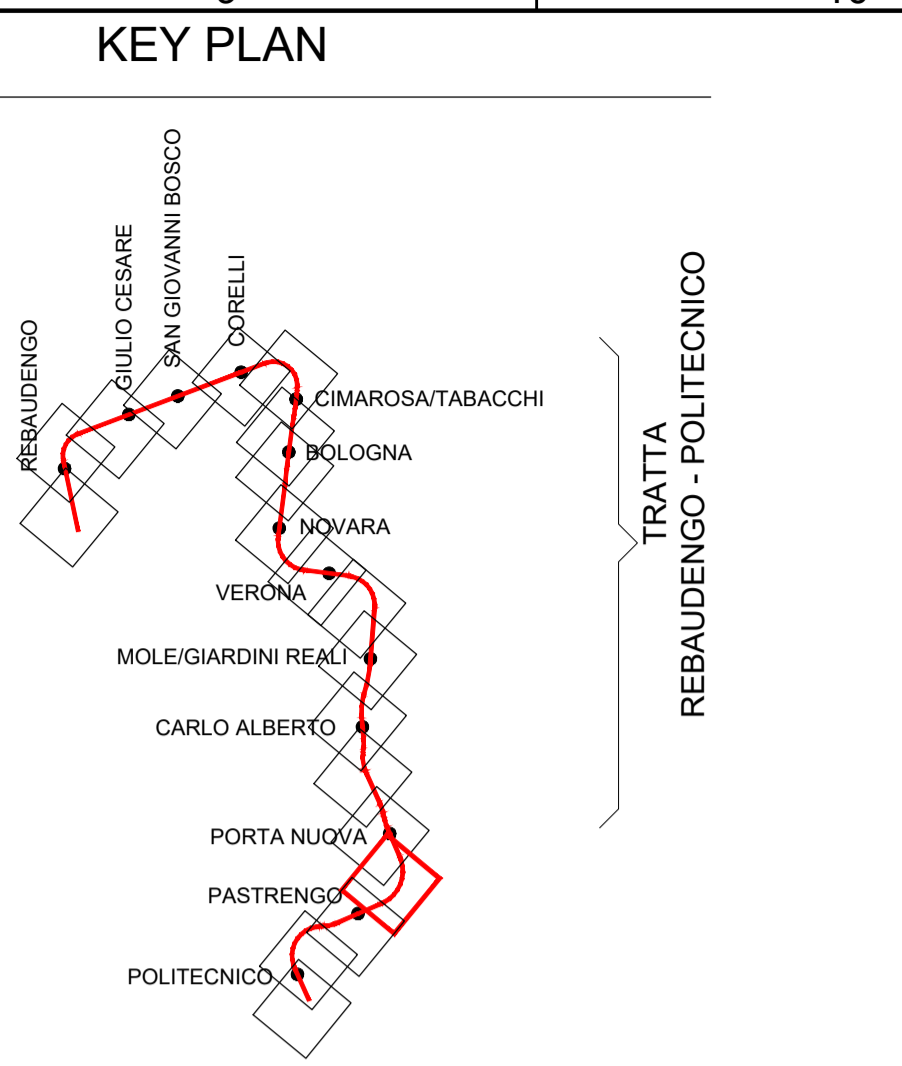 KEY PLAN
REBAUDENGO
GIULIO CESARE
SAN GIOVANNI BOSCO
CORELLI
CIMAROSA/TABACCHI
BOLOGNA
NOVARA
VERONA
MOLE/GIARDINI REALI
CARLO ALBERTO
PORTA NUOVA
PASTRENGO
POLITECNICO
TRATTA
REBAUDENGO - POLITECNICO